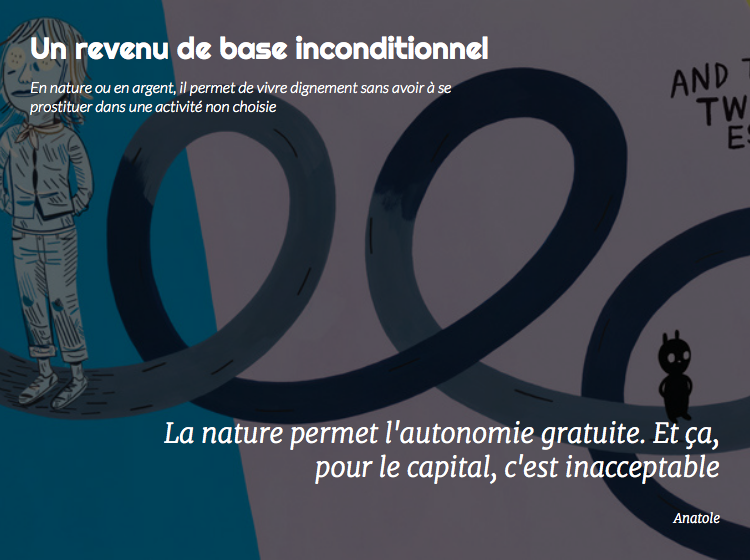 Un revenu de base inconditionnel
En nature ou en argent, il permet de vivre dignement sans avoir à se
prostituer dans une activité non choisie
AND
TW
La nature permet l'autonomie gratuite. Et ça,
pour le capital, c'est inacceptable
Anatole